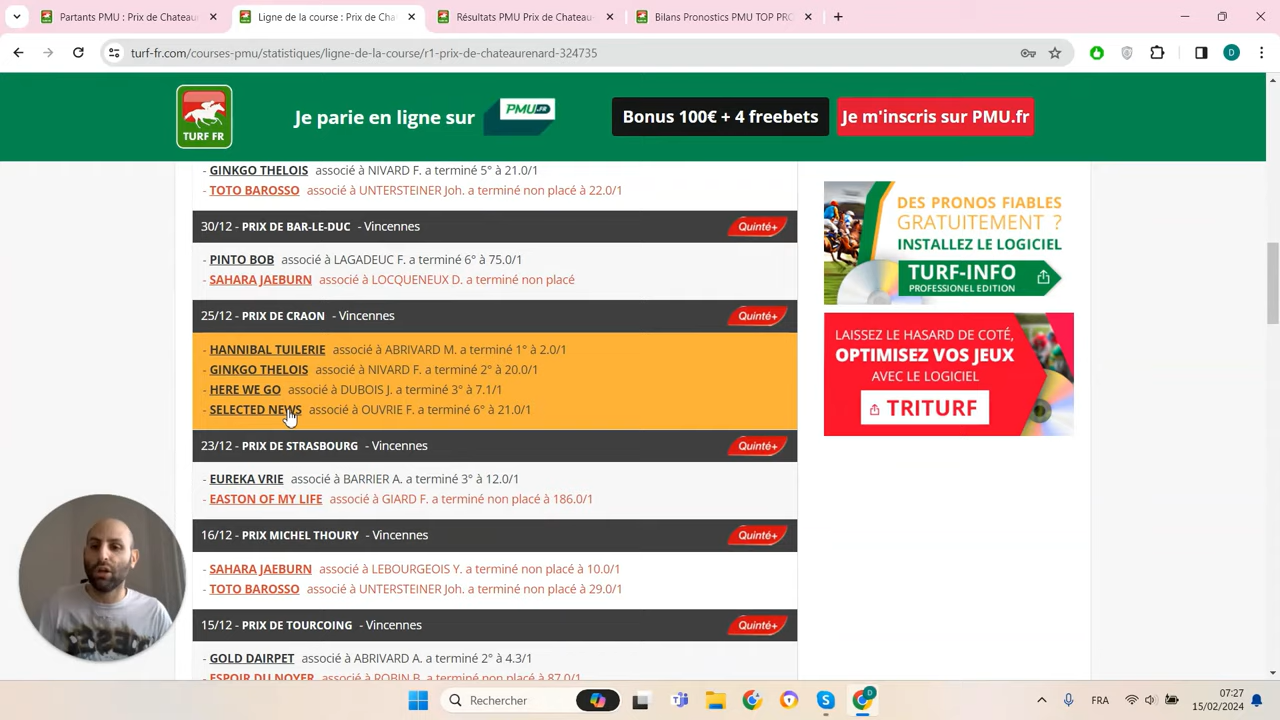 Partants PMU : Prix de Chateau
Ligne de la course : Prix de Cha
Résultats PMU Prix de Chateau-
Bilans Pronostics PMU TOP PRO
turf-fr.com/courses-pmu/statistiques/ligne-de-la-course/r1-prix-de-chateaurenard-324735
D
TURF FR
Je parie en ligne sur
PMU.FR
Bonus 100€ + 4 freebets
Je m'inscris sur PMU.fr
- GINKGO THELOIS associé à NIVARD F. a terminé 5° à 21.0/1
- TOTO BAROSSO associé à UNTERSTEINER Joh. a terminé non placé à 22.0/1
30/12 - PRIX DE BAR-LE-DUC - Vincennes
Quinté+
- PINTO BOB associé à LAGADEUC F. a terminé 6° à 75.0/1
- SAHARA JAEBURN associé à LOCQUENEUX D. a terminé non placé
25/12 - PRIX DE CRAON - Vincennes
Quinté+
- HANNIBAL TUILERIE associé à ABRIVARD M. a terminé 1° à 2.0/1
- GINKGO THELOIS associé à NIVARD F. a terminé 2° à 20.0/1
- HERE WE GO associé à DUBOIS J. a terminé 3° à 7.1/1
- SELECTED NEWS associé à OUVRIE F. a terminé 6° à 21.0/1
23/12 - PRIX DE STRASBOURG - Vincennes
Quinté+
- EUREKA VRIE associé à BARRIER A. a terminé 3° à 12.0/1
- EASTON OF MY LIFE associé à GIARD F. a terminé non placé à 186.0/1
16/12 - PRIX MICHEL THOURY - Vincennes
Quinté+
- SAHARA JAEBURN associé à LEBOURGEOIS Y. a terminé non placé à 10.0/1
- TOTO BAROSSO associé à UNTERSTEINER Joh. a terminé non placé à 29.0/1
15/12 - PRIX DE TOURCOING - Vincennes
Quinté+
- GOLD DAIRPET associé à ABRIVARD A. a terminé 2° à 4.3/1
- ESPOIR DU NOYER associé à ROBIN B. a terminé non placé à 87.0/1
DES PRONOS FIABLES
GRATUITEMENT ?
INSTALLEZ LE LOGICIEL
TURF-INFO
PROFESSIONEL EDITION
LAISSEZ LE HASARD DE COTÉ,
OPTIMISEZ VOS JEUX
AVEC LE LOGICIEL
TRITURF
Rechercher
D
FRA
07:27
15/02/2024